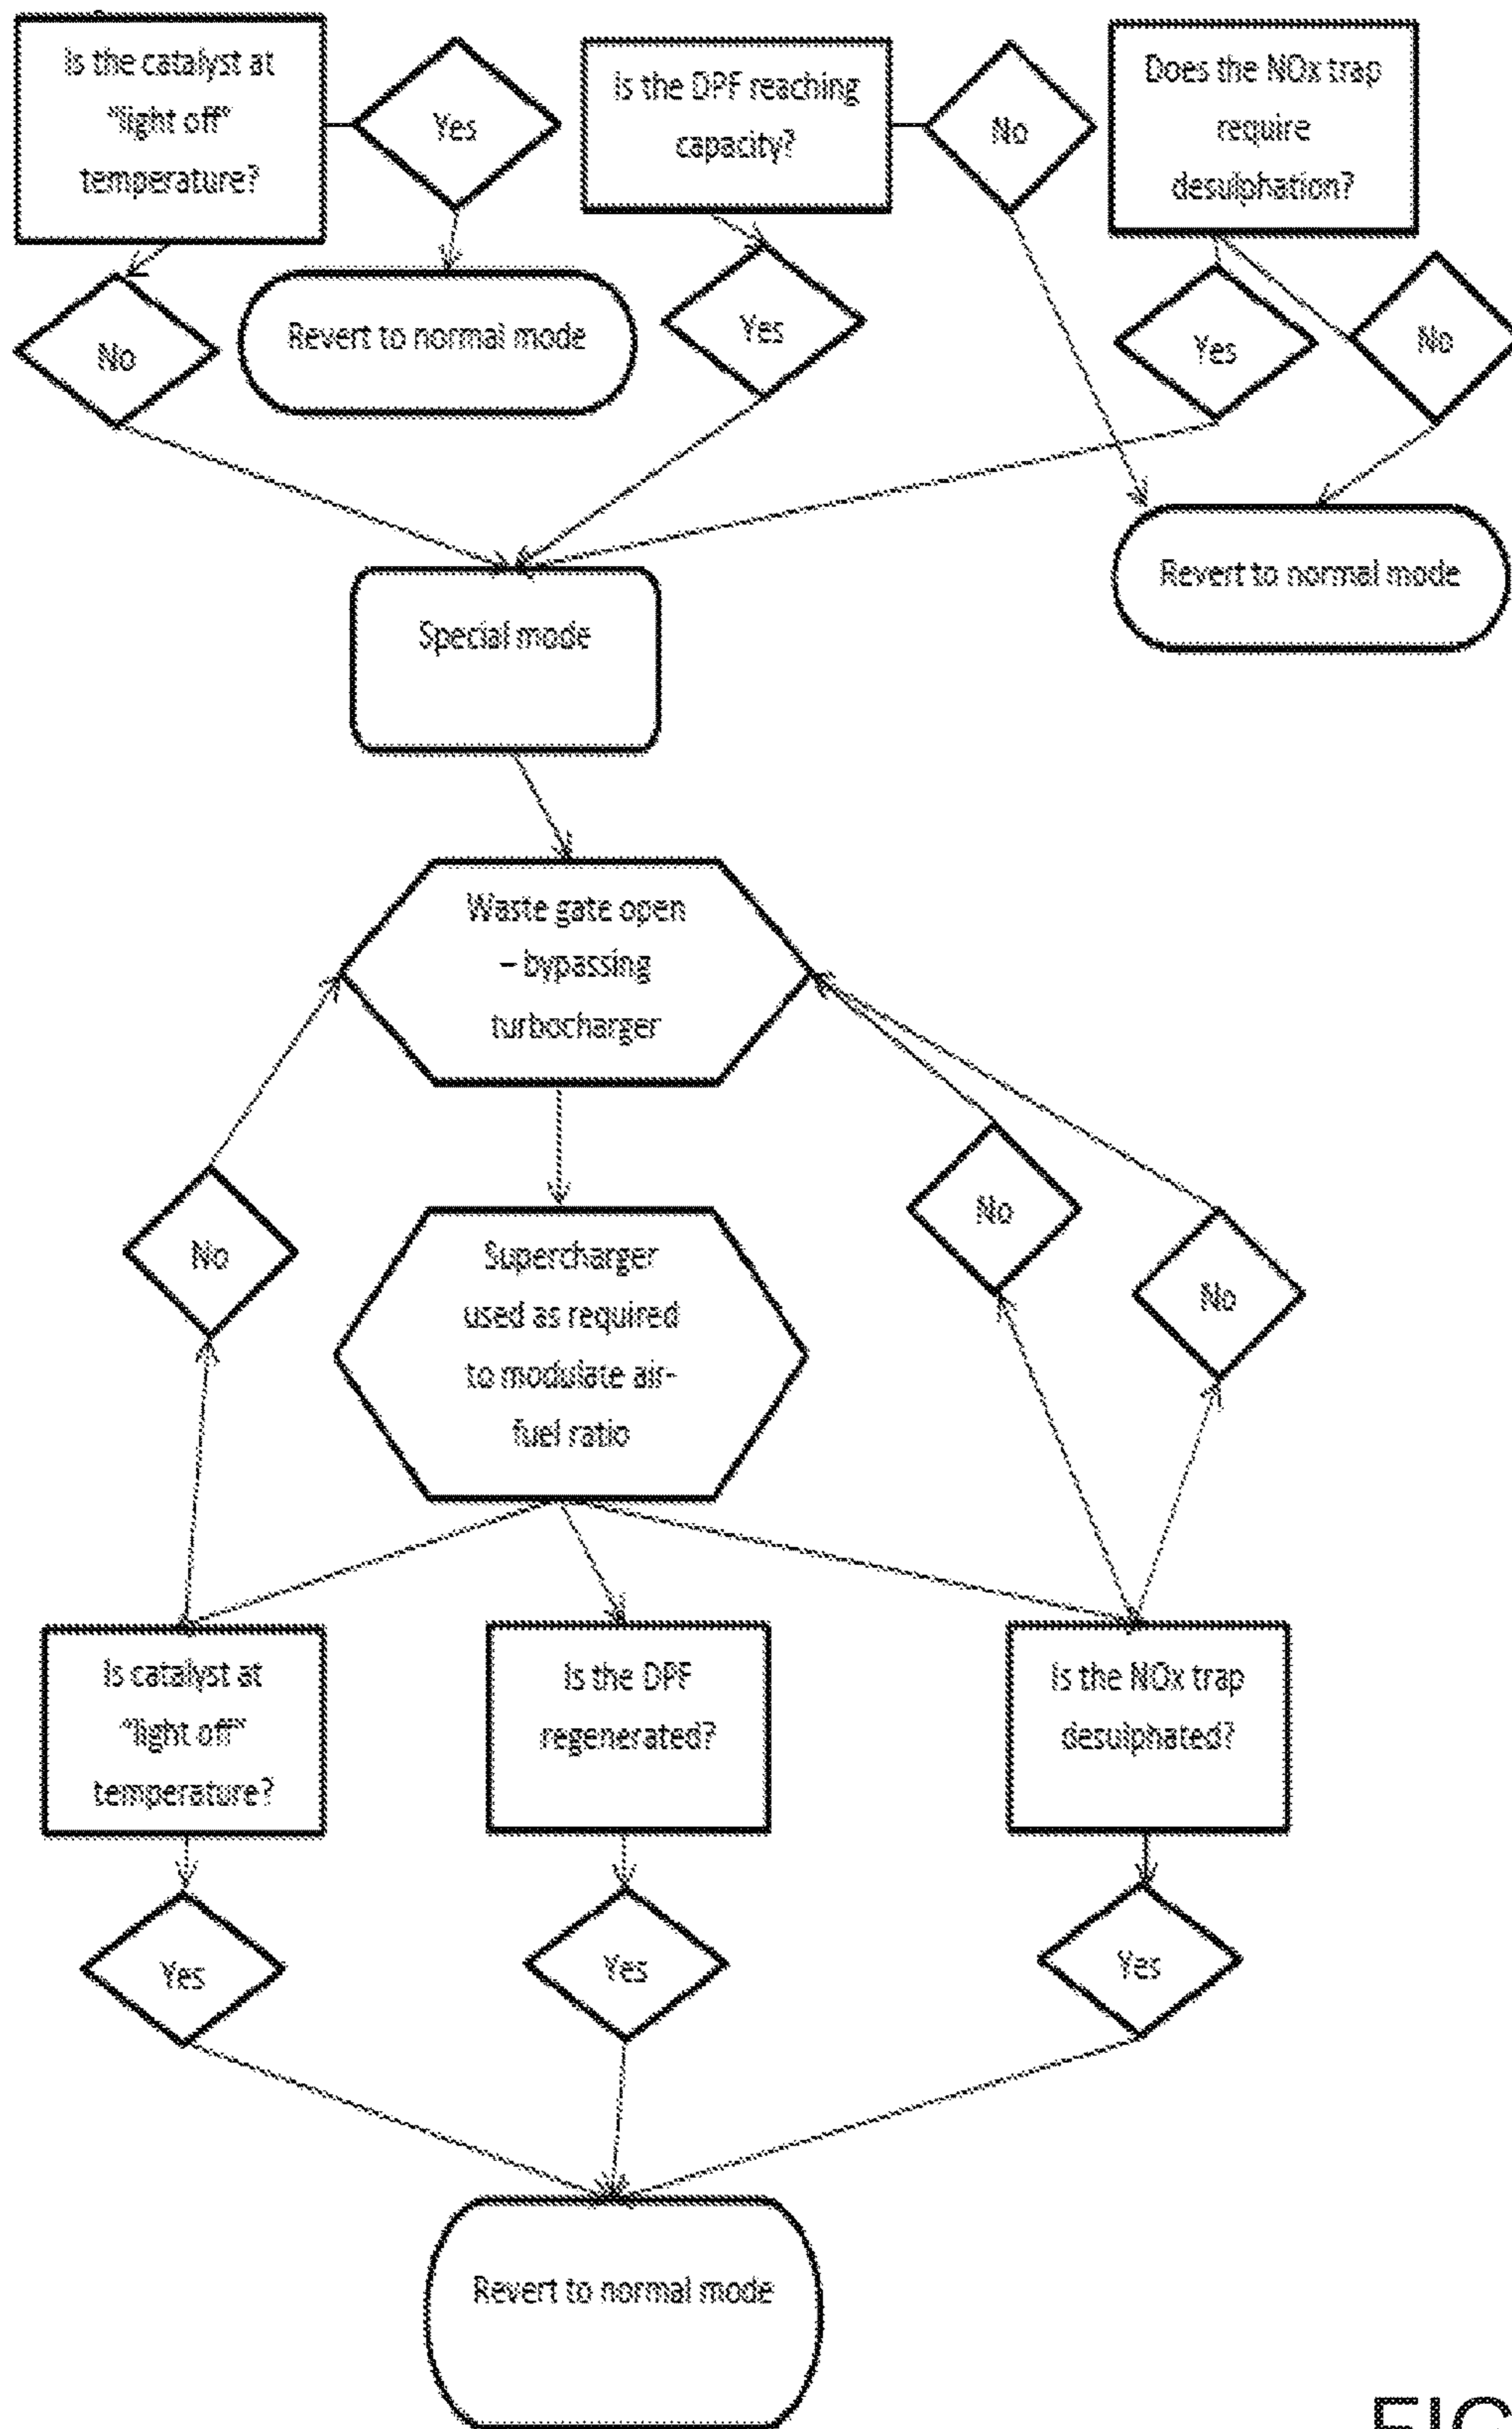 Is the catalyst at
"light off"
temperature?
Yes
Is the DPF reaching
capacity?
No
Does the NOx trap
require
desulphation?
No
Revert to normal mode
Yes
Yes
No
Revert to normal mode
Special mode
Waste gate open
– bypassing
turbocharger
No
Supercharger
used as required
to modulate air-
fuel ratio
No
No
Is catalyst at
"light off"
temperature?
Is the DPF
regenerated?
Is the NOx trap
desulphated?
Yes
Yes
Yes
Revert to normal mode
FIG